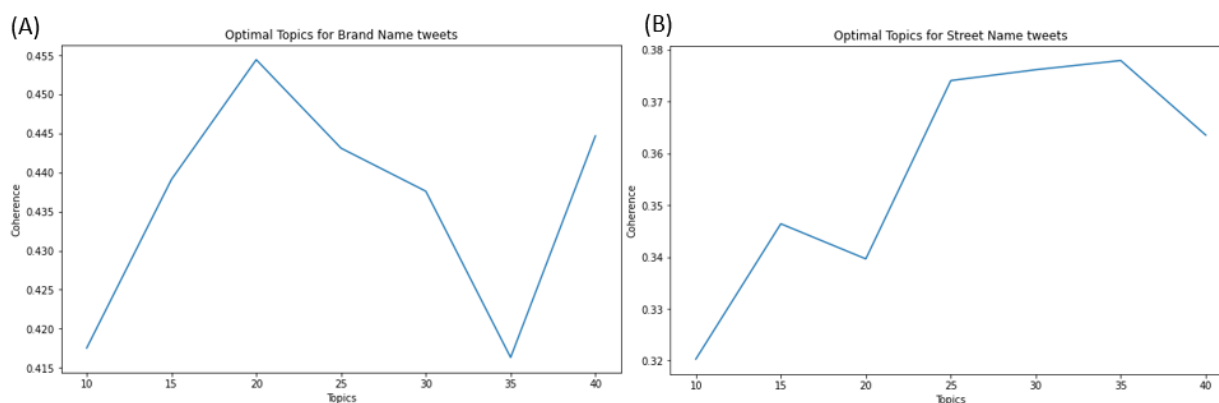 (A)
Optimal Topics for Brand Name tweets
0.455
0.450
0.445
0.440
0.435
0.430
0.425
0.420
0.415
Coherence
10 15 20 25 30 35 40
Topics
(B)
Optimal Topics for Street Name tweets
0.38
0.37
0.36
0.35
0.34
0.33
0.32
Coherence
10 15 20 25 30 35 40
Topics